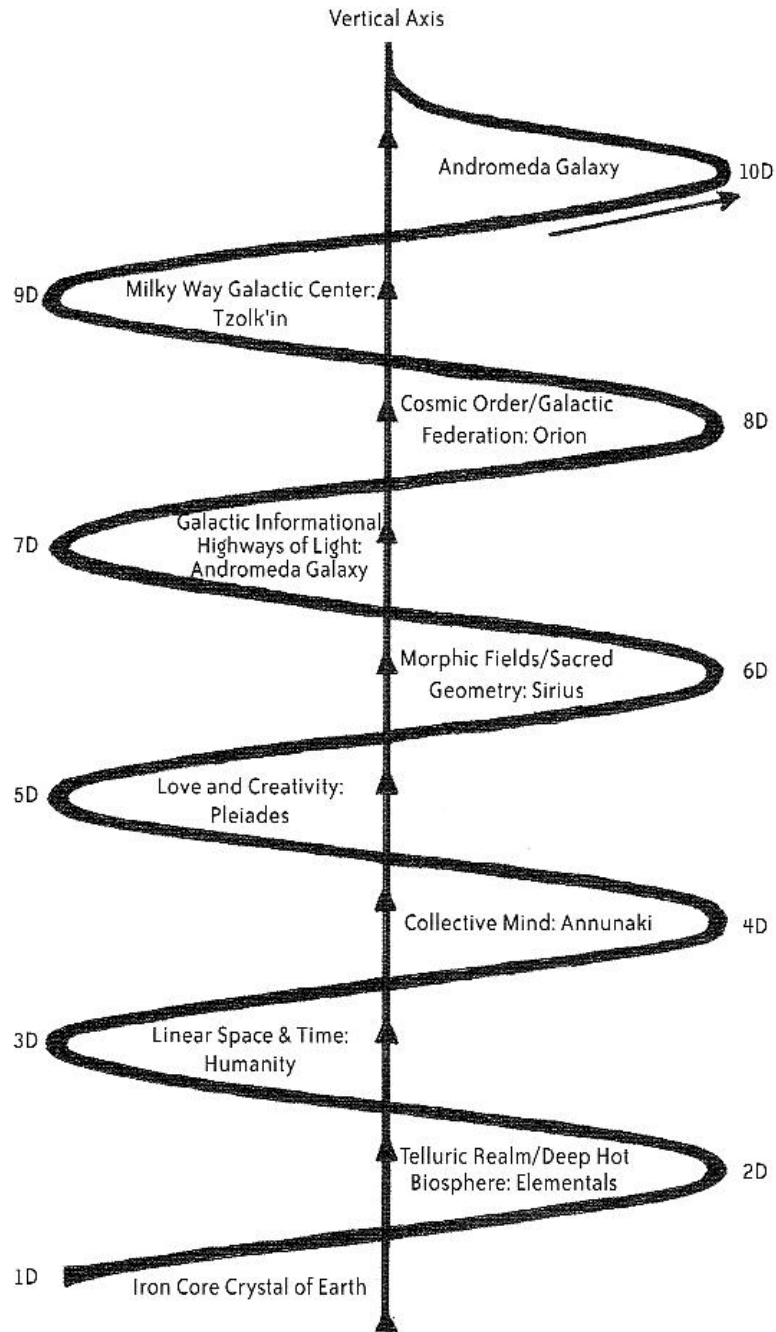 Vertical Axis
Andromeda Galaxy
10D
9D
Milky Way Galactic Center:
Tzolk'in
Cosmic Order/Galactic
Federation: Orion
8D
Galactic Informational
Highways of Light:
Andromeda Galaxy
7D
Morphic Fields/Sacred
Geometry: Sirius
6D
Love and Creativity:
Pleiades
5D
Collective Mind: Annunaki
4D
Linear Space & Time:
Humanity
3D
Telluric Realm/Deep Hot
Biosphere: Elementals
2D
1D
Iron Core Crystal of Earth